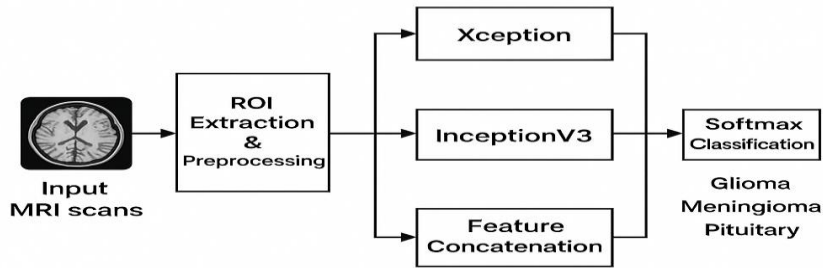 Input
MRI scans
ROI
Extraction
&
Preprocessing
Xception
InceptionV3
Feature
Concatenation
Softmax
Classification
Glioma
Meningioma
Pituitary